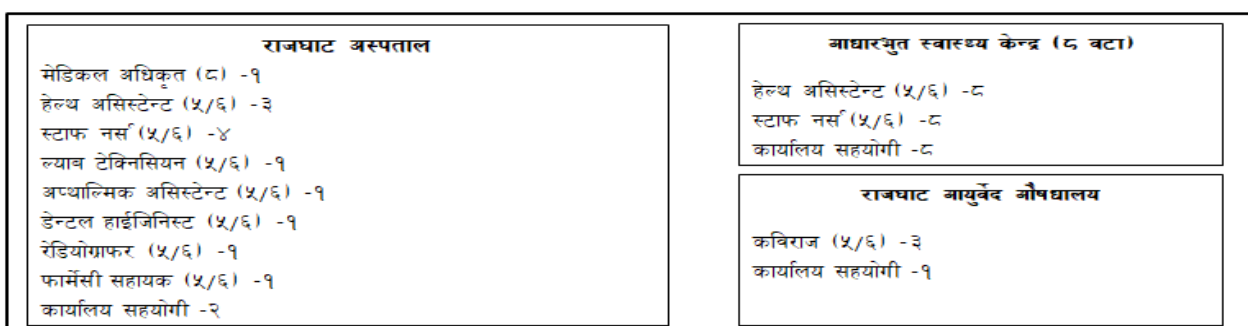 राजघाट अस्पताल
मेडिकल अधिकृत (८) -१
हेल्थ असिस्टेन्ट (५/६) -३
स्टाफ नर्स (५/६) -४
ल्याब टेक्निसियन (५/६) -१
अप्थाल्मिक असिस्टेन्ट (५/६) -१
डेन्टल हाईजिनिस्ट (५/६) -१
रेडियोग्राफर (५/६) -१
फार्मेसी सहायक (५/६) -१
कार्यालय सहयोगी -२
आधारभुत स्वास्थ्य केन्द्र (८ वटा)
हेल्थ असिस्टेन्ट (५/६) -८
स्टाफ नर्स (५/६) -८
कार्यालय सहयोगी -८
राजघाट आयुर्वेद औषधालय
कविराज (५/६) -३
कार्यालय सहयोगी -१